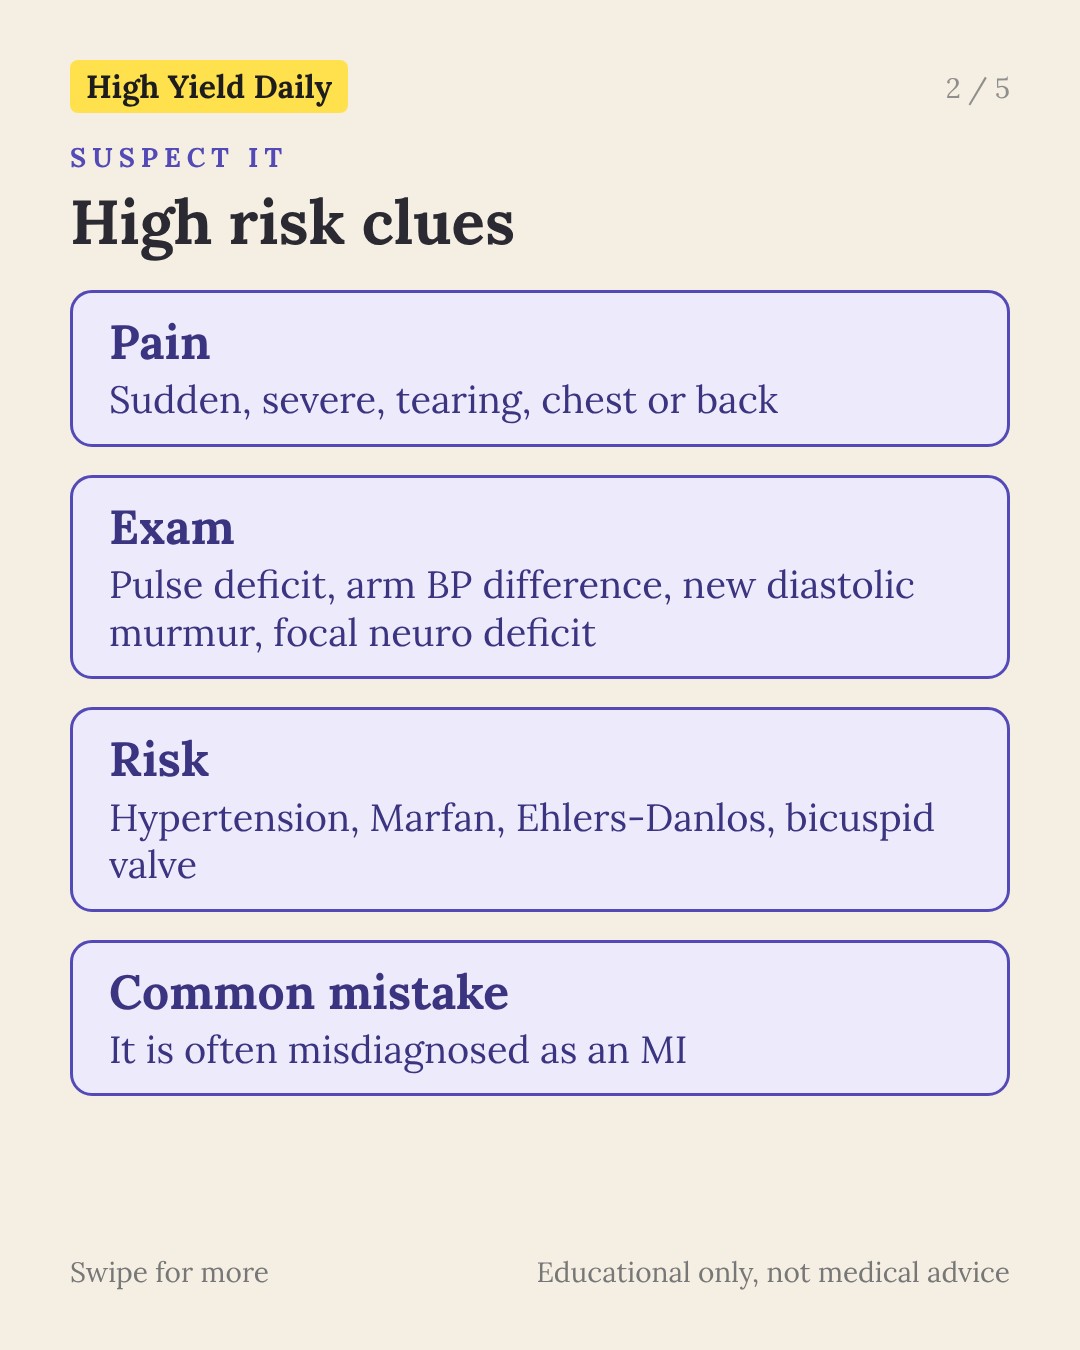 High Yield Daily
2 / 5
SUSPECT IT
High risk clues
Pain
Sudden, severe, tearing, chest or back
Exam
Pulse deficit, arm BP difference, new diastolic
murmur, focal neuro deficit
Risk
Hypertension, Marfan, Ehlers-Danlos, bicuspid
valve
Common mistake
It is often misdiagnosed as an MI
Swipe for more
Educational only, not medical advice